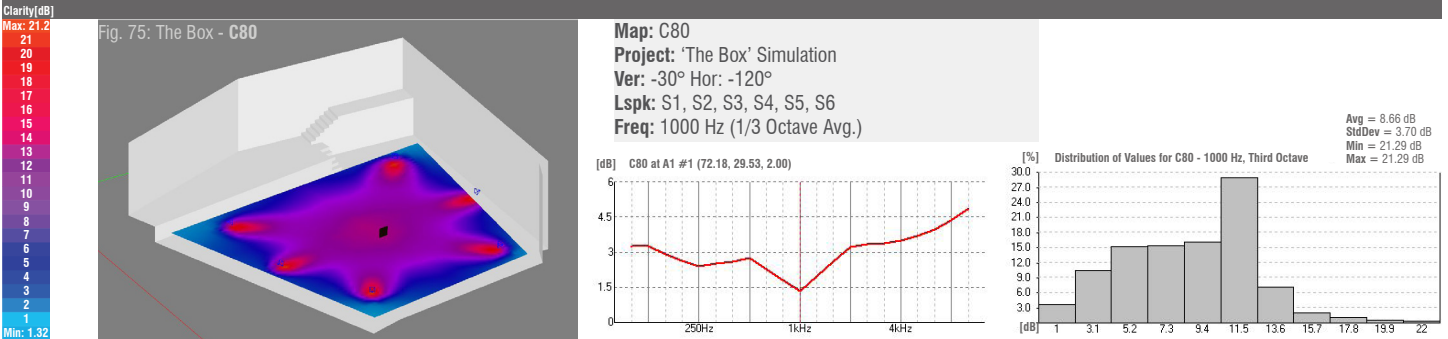 Clarity[dB]
Max: 21.2
21
20
19
18
17
16
15
14
13
12
11
10
9
8
7
6
5
4
3
2
1
Min: 1.32
Fig. 75: The Box - C80
Map: C80
Project: ‘The Box’ Simulation
Ver: -30° Hor: -120°
Lspk: S1, S2, S3, S4, S5, S6
Freq: 1000 Hz (1/3 Octave Avg.)
[dB] C80 at A1 #1 (72.18, 29.53, 2.00)
6
4.5
3
1.5
0
250Hz 1kHz 4kHz
Avg = 8.66 dB
StdDev = 3.70 dB
Min = 21.29 dB
Max = 21.29 dB
[%] Distribution of Values for C80 - 1000 Hz, Third Octave
30.0
27.0
24.0
21.0
18.0
15.0
12.0
9.0
6.0
3.0
[dB] 1 3.1 5.2 7.3 9.4 11.5 13.6 15.7 17.8 19.9 22